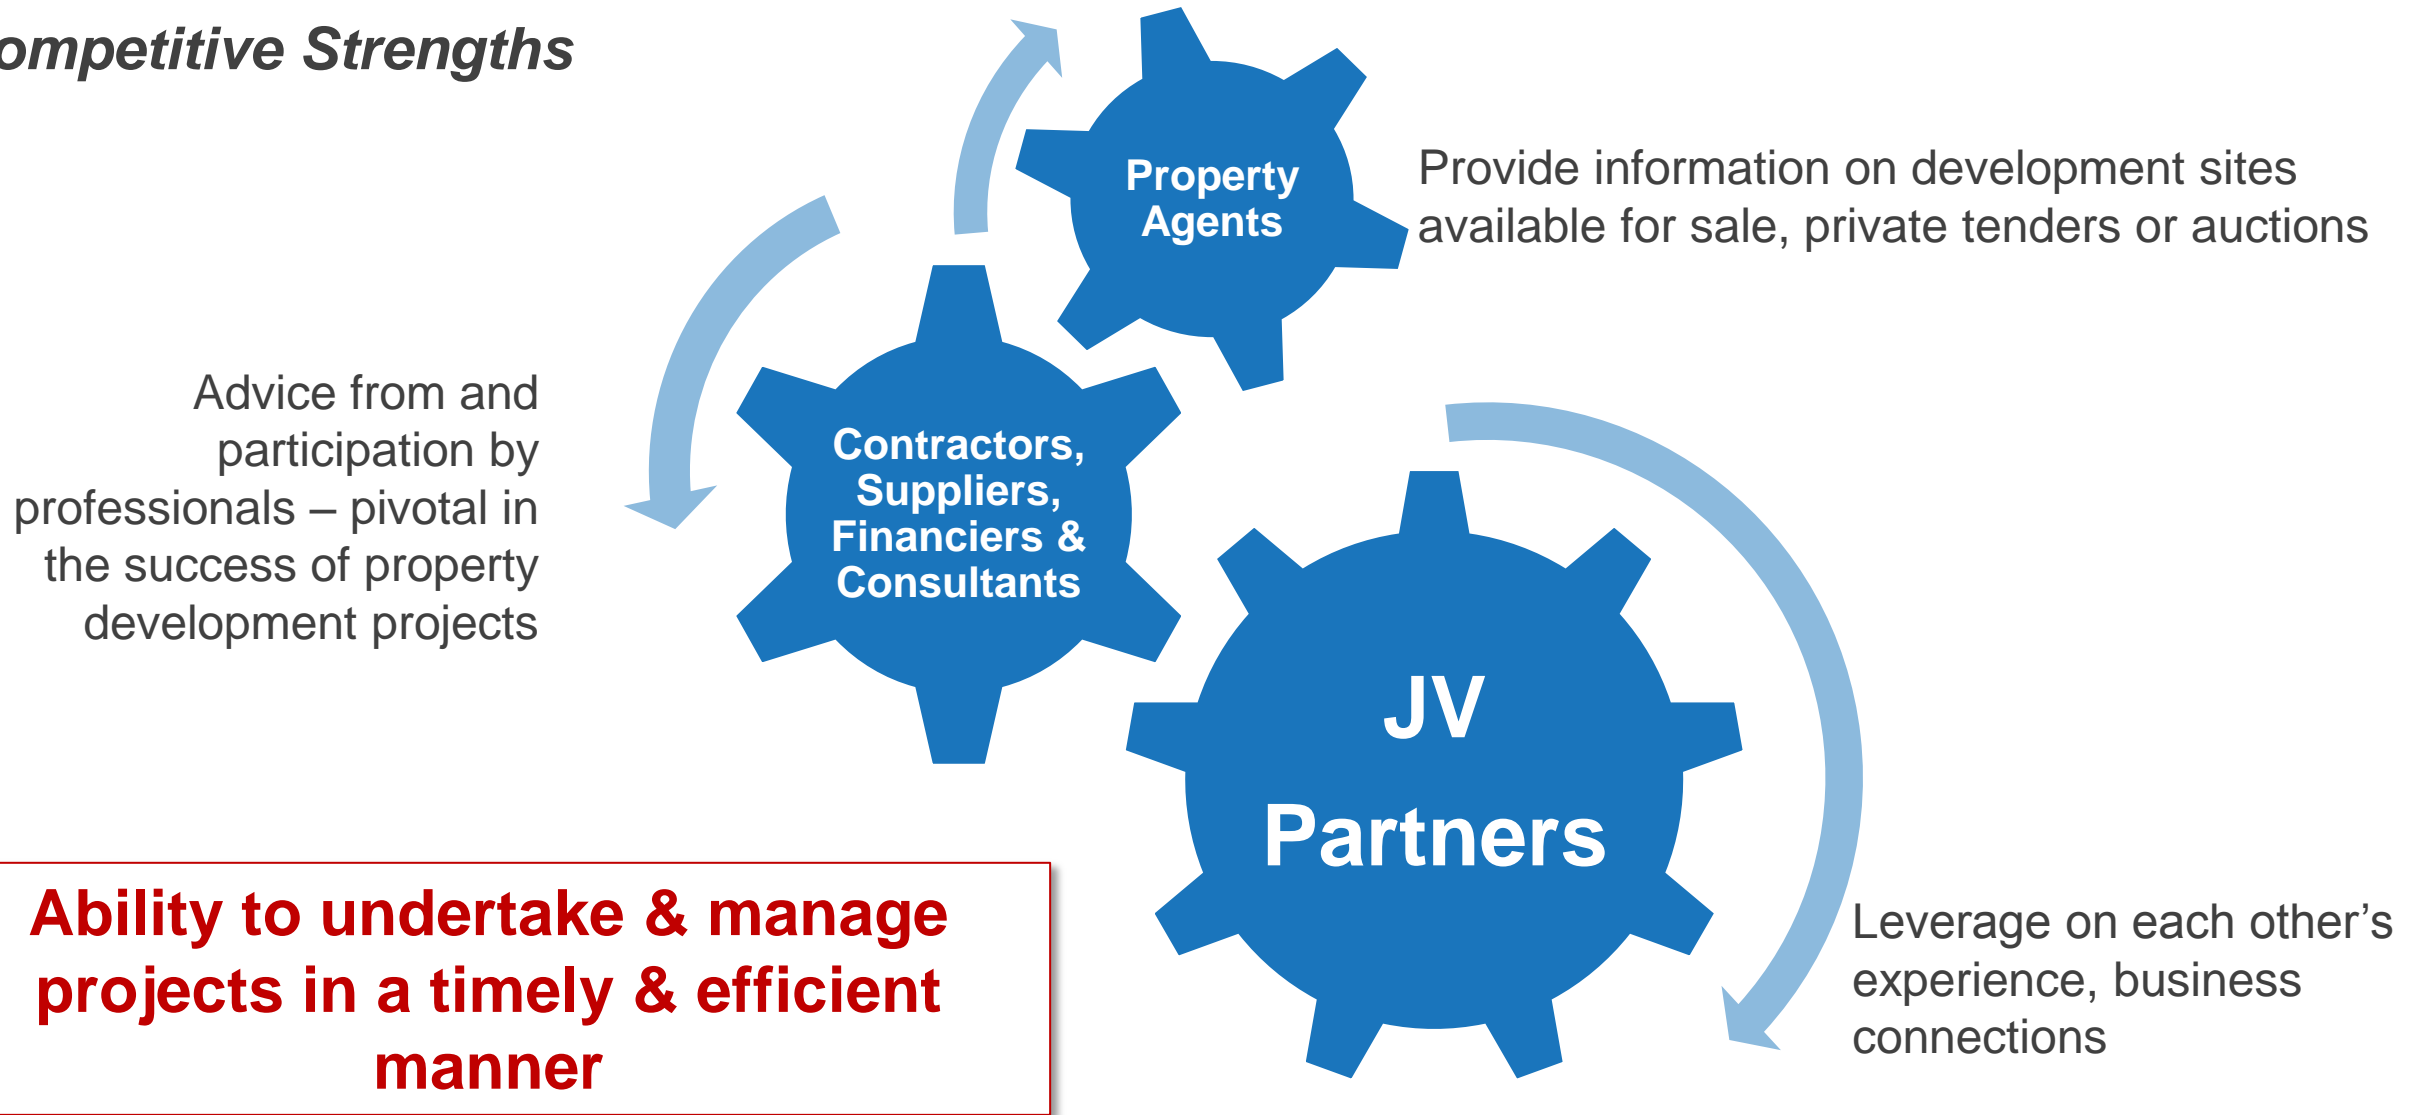 ompetitive Strengths
Property
Agents
Provide information on development sites
available for sale, private tenders or auctions
Advice from and
participation by
professionals – pivotal in
the success of property
development projects
Contractors,
Suppliers,
Financiers &
Consultants
JV
Partners
Leverage on each other’s
experience, business
connections
Ability to undertake & manage
projects in a timely & efficient
manner